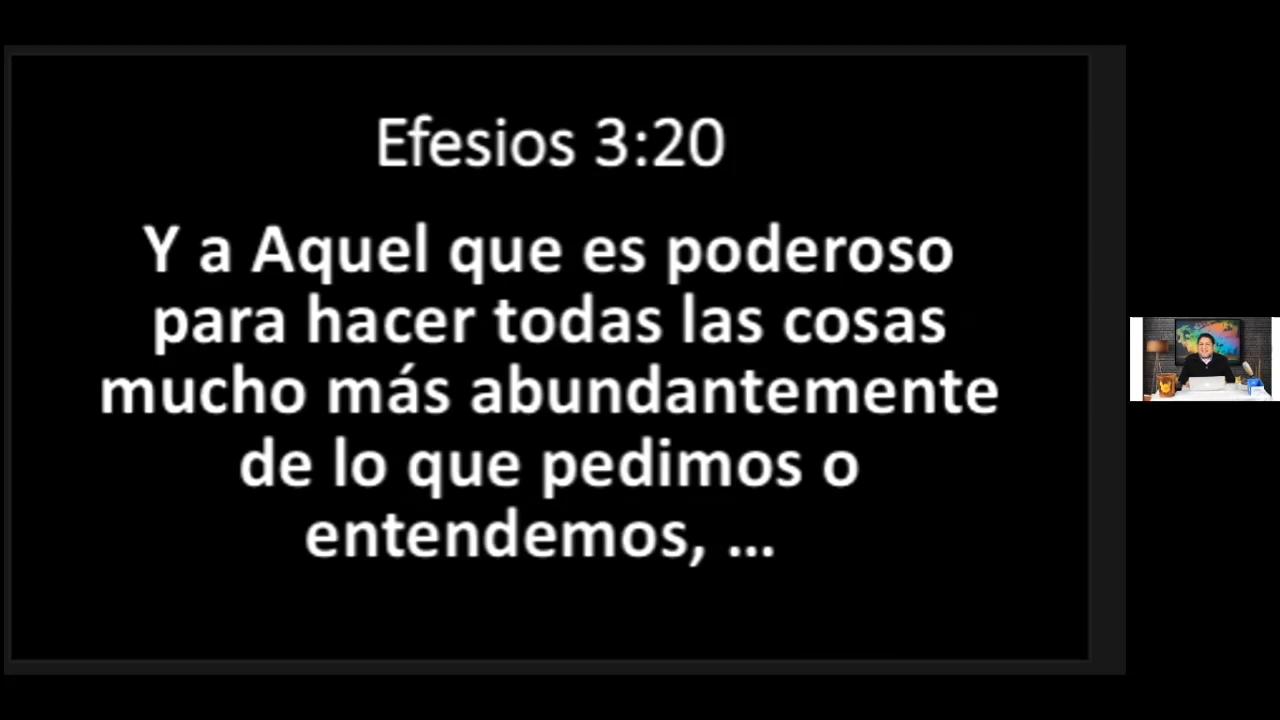 Efesios 3:20
Y a Aquel que es poderoso
para hacer todas las cosas
mucho más abundantemente
de lo que pedimos o
entendemos, ...